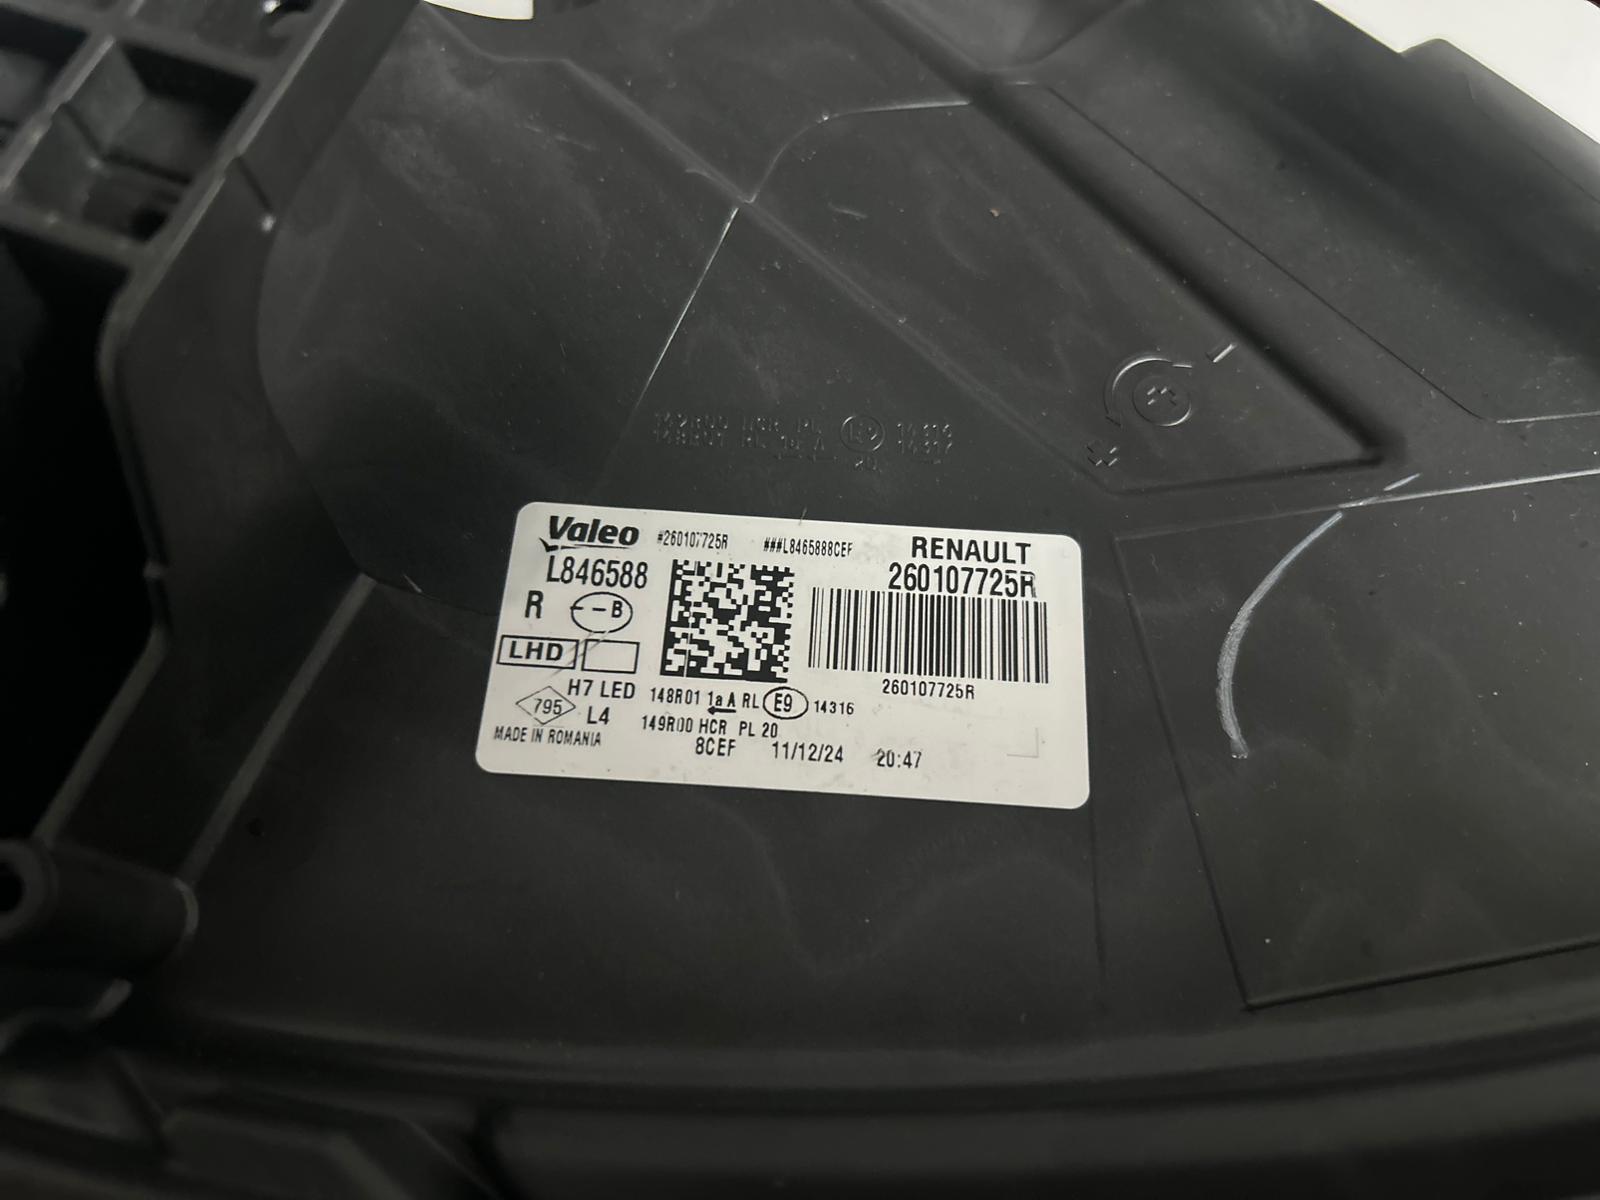 Valeo #260107725R ###L8465888CEF RENAULT
L846588 260107725R
R B
LHD
260107725R
H7 LED 148R01 1a A RL E9 14316
795 L4 149R00 HCR PL 20
MADE IN ROMANIA 8CEF 11/12/24 20:47